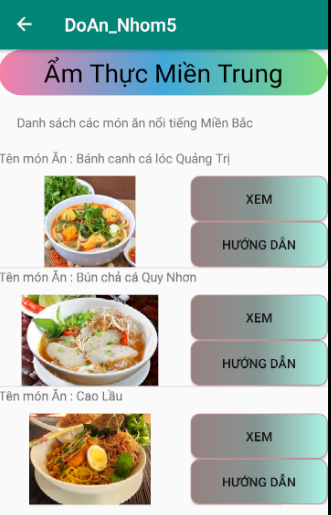 DoAn_Nhom5
Ẩm Thực Miền Trung
Danh sách các món ăn nổi tiếng Miền Bắc
Tên món Ăn : Bánh canh cá lóc Quảng Trị
XEM
HƯỚNG DẪN
Tên món Ăn : Bún chả cá Quy Nhơn
XEM
HƯỚNG DẪN
Tên món Ăn : Cao Lầu
XEM
HƯỚNG DẪN